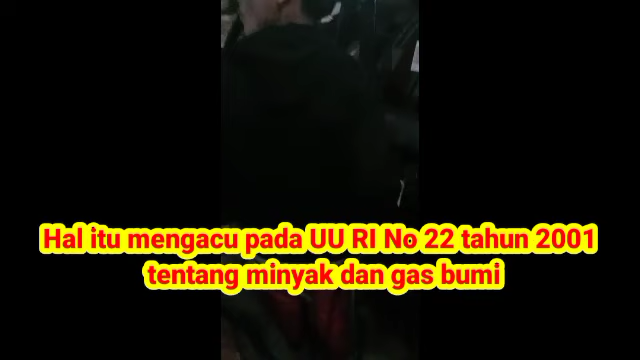 Hal itu mengacu pada UU RI No 22 tahun 2001
tentang minyak dan gas bumi